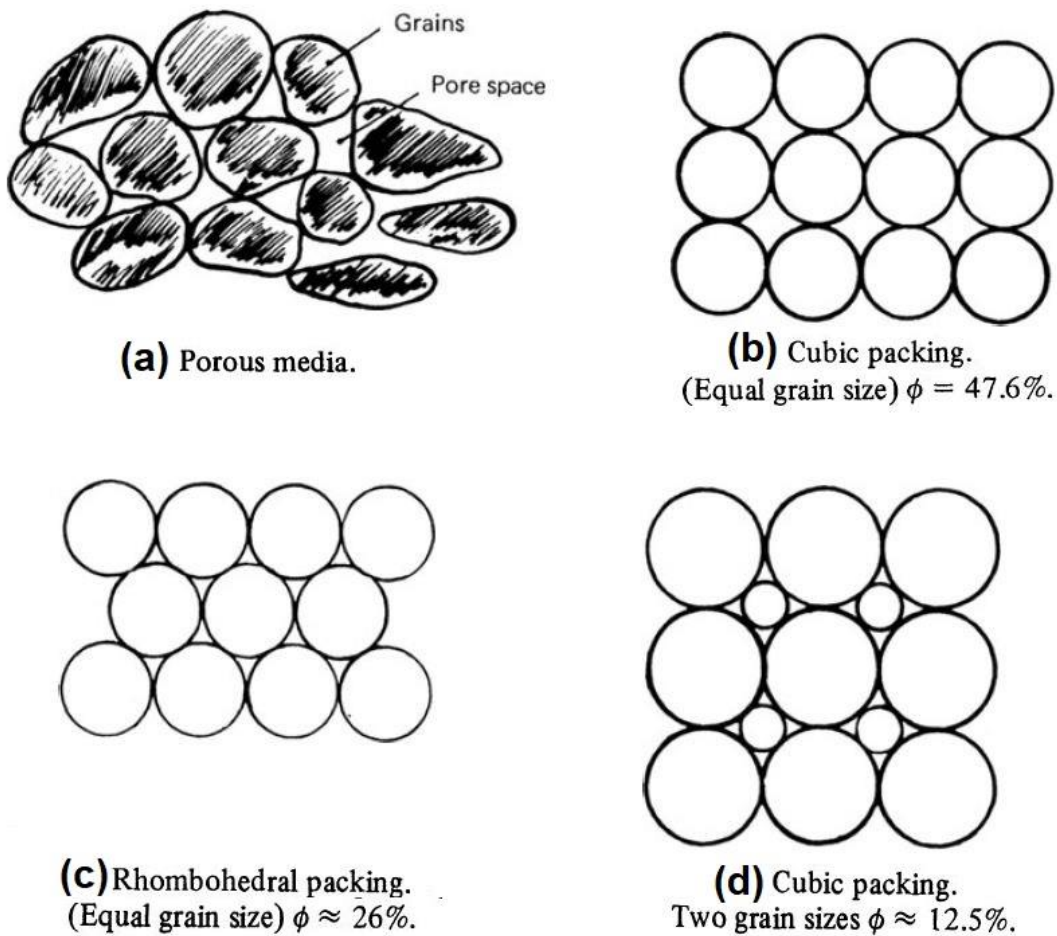 Grains
Pore space
(a) Porous media.
(b) Cubic packing.
(Equal grain size) ϕ = 47.6%.
(c) Rhombohedral packing.
(Equal grain size) ϕ ≈ 26%.
(d) Cubic packing.
Two grain sizes ϕ ≈ 12.5%.